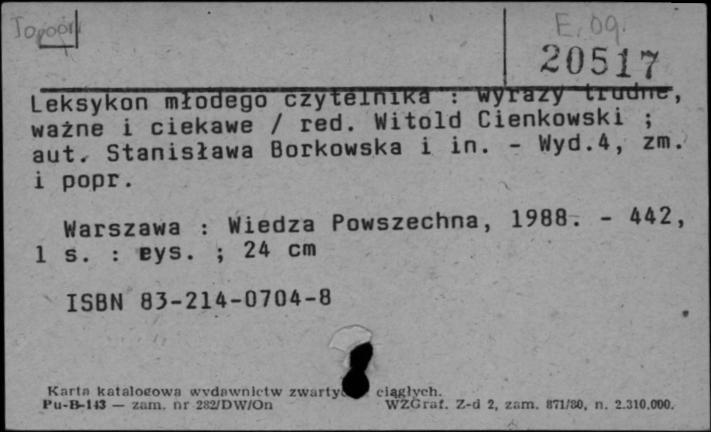 E.09.
20517
Leksykon młodego czytelnika : wyrazy trudne,
ważne i ciekawe / red. Witold Cienkowski ;
aut. Stanisława Borkowska i in. - Wyd.4, zm.
i popr.
Warszawa : Wiedza Powszechna, 1988. - 442,
1 s. : rys. ; 24 cm
ISBN 83-214-0704-8
Karta katalogowa wydawnictw zwartych ciągłych.
Pu-B-143 — zam. nr 282/DW/On WZGraf. Z-d 2, zam. 871/80, n. 2.310.000.